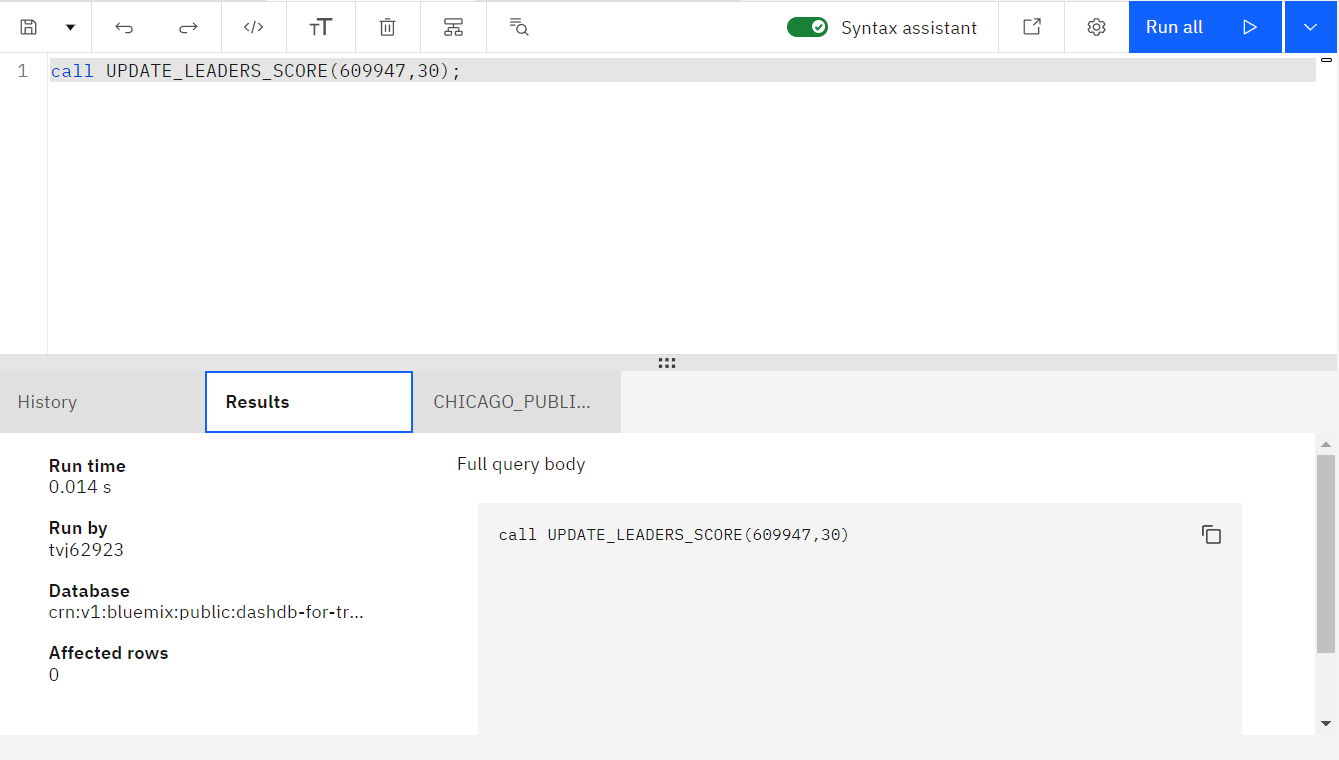 Syntax assistant
Run all
1
call UPDATE_LEADERS_SCORE(609947,30);
History
Results
CHICAGO_PUBLI...
Run time
0.014 s
Run by
tvj62923
Database
crn:v1:bluemix:public:dashdb-for-tr...
Affected rows
0
Full query body
call UPDATE_LEADERS_SCORE(609947,30)